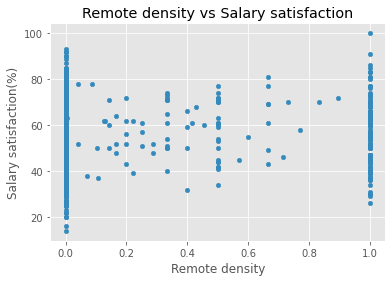 Remote density vs Salary satisfaction
100
80
60
40
20
Salary satisfaction(%)
0.0 0.2 0.4 0.6 0.8 1.0
Remote density